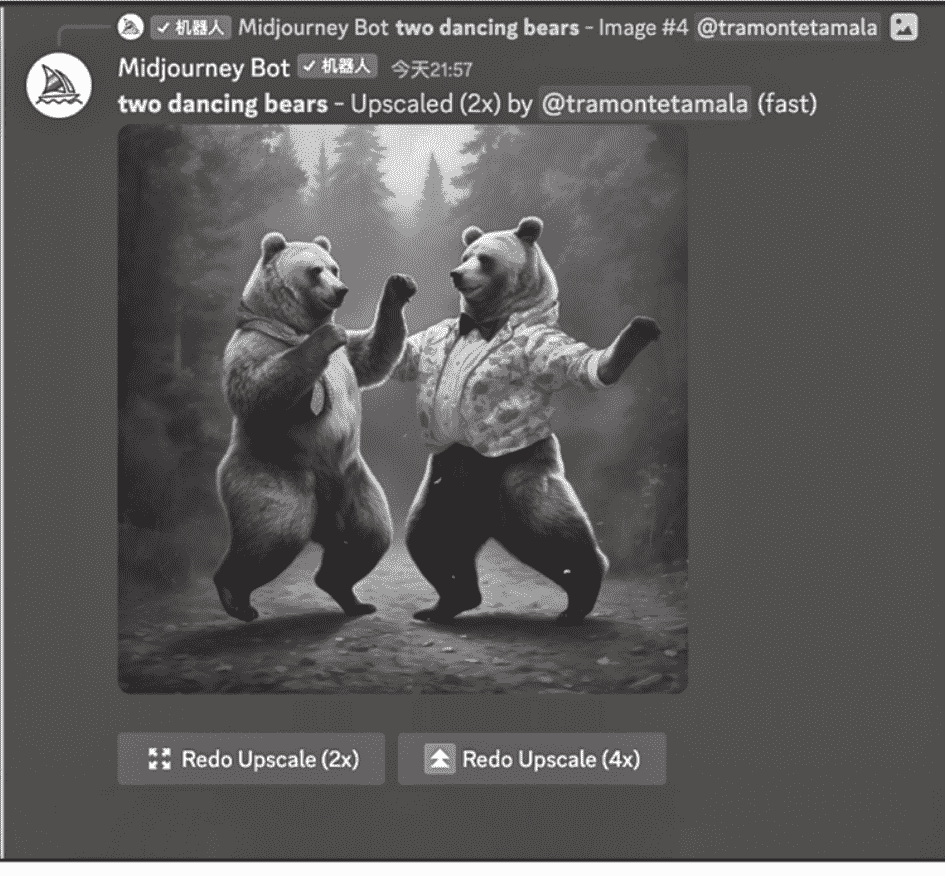 ✓ 机器人 Midjourney Bot two dancing bears - Image #4 @tramontetamala
Midjourney Bot ✓ 机器人 今天21:57
two dancing bears - Upscaled (2x) by @tramontetamala (fast)
Redo Upscale (2x) Redo Upscale (4x)